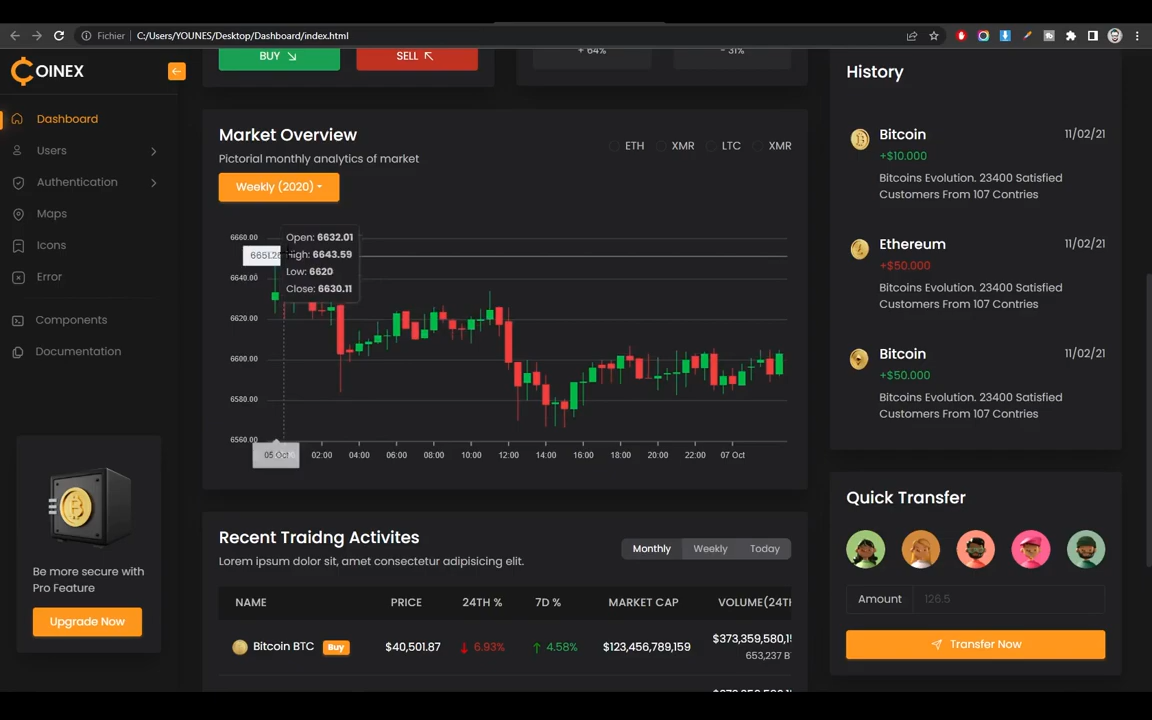 Fichier C:/Users/YOUNES/Desktop/Dashboard/index.html
OINEX
Dashboard
Users
Authentication
Maps
Icons
Error
Components
Documentation
Be more secure with
Pro Feature
Upgrade Now
BUY
SELL
+ 64%
- 31%
Market Overview
Pictorial monthly analytics of market
ETH XMR LTC XMR
Weekly (2020)
6660.00
6640.00
6620.00
6600.00
6580.00
6560.00
Open: 6632.01
High: 6643.59
Low: 6620
Close: 6630.11
05 Oct 02:00 04:00 06:00 08:00 10:00 12:00 14:00 16:00 18:00 20:00 22:00 07 Oct
Recent Traidng Activites
Lorem ipsum dolor sit, amet consectetur adipisicing elit.
Monthly Weekly Today
NAME PRICE 24TH % 7D % MARKET CAP VOLUME(24TH
Bitcoin BTC Buy $40,501.87 6.93% 4.58% $123,456,789,159
653,237
History
Bitcoin 11/02/21
+$10.000
Bitcoins Evolution. 23400 Satisfied
Customers From 107 Contries
Ethereum 11/02/21
+$50.000
Bitcoins Evolution. 23400 Satisfied
Customers From 107 Contries
Bitcoin 11/02/21
+$50.000
Bitcoins Evolution. 23400 Satisfied
Customers From 107 Contries
Quick Transfer
Amount 126.5
Transfer Now